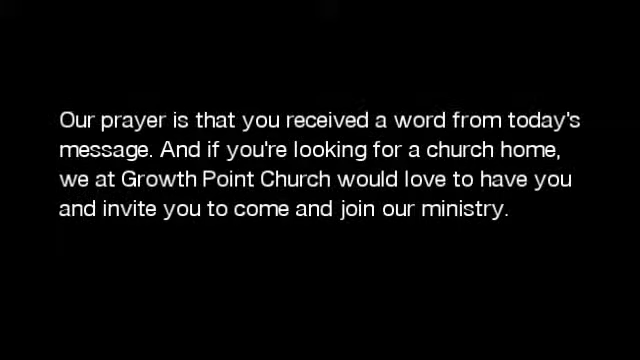 Our prayer is that you received a word from today's
message. And if you're looking for a church home,
we at Growth Point Church would love to have you
and invite you to come and join our ministry.